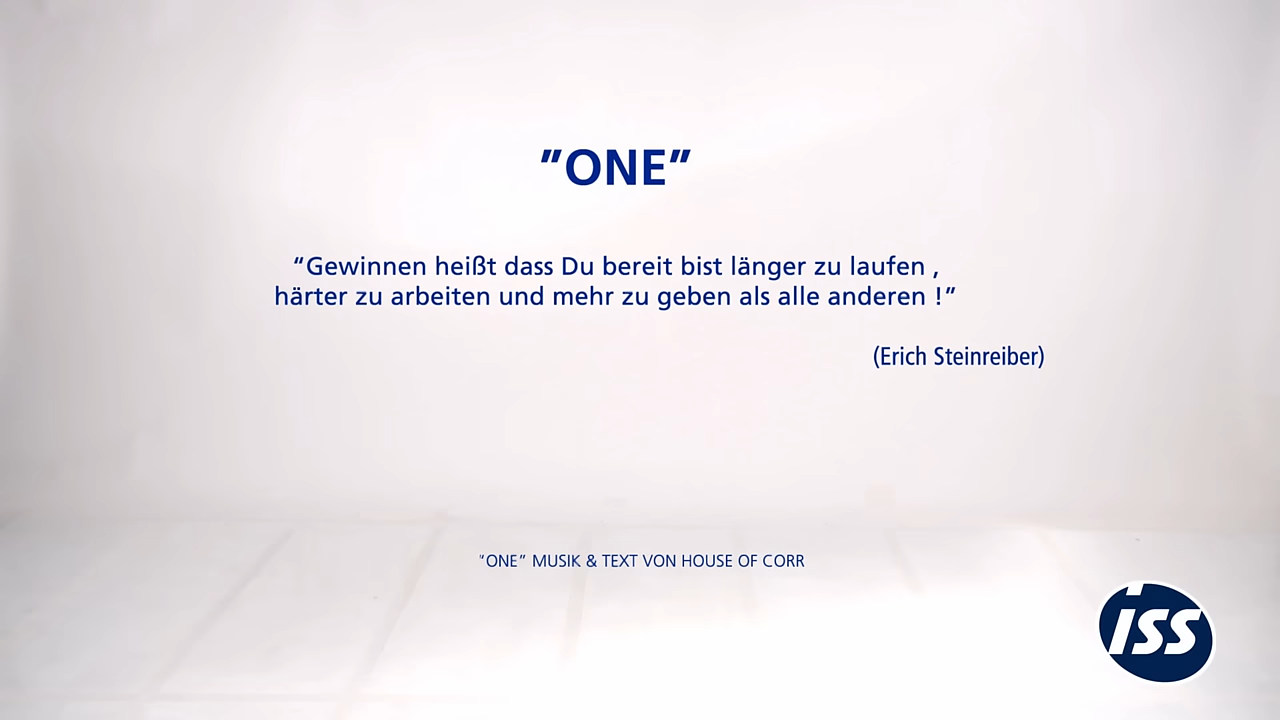 ”ONE”
“Gewinnen heißt dass Du bereit bist länger zu laufen ,
härter zu arbeiten und mehr zu geben als alle anderen !”
(Erich Steinreiber)
“ONE” MUSIK & TEXT VON HOUSE OF CORR
iss